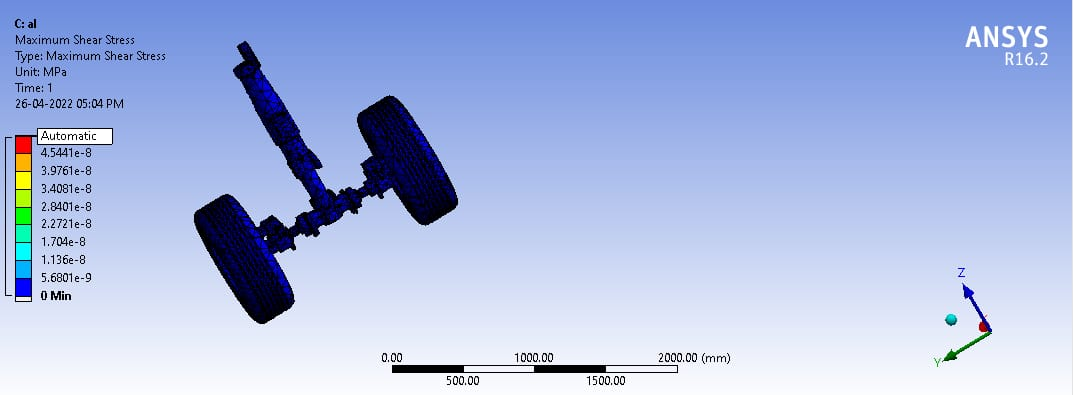 C: al
Maximum Shear Stress
Type: Maximum Shear Stress
Unit: MPa
Time: 1
26-04-2022 05:04 PM
ANSYS
R16.2
Automatic
4.5441e-8
3.9761e-8
3.4081e-8
2.8401e-8
2.2721e-8
1.704e-8
1.136e-8
5.6801e-9
0 Min
0.00 1000.00 2000.00 (mm)
500.00 1500.00
Z
Y